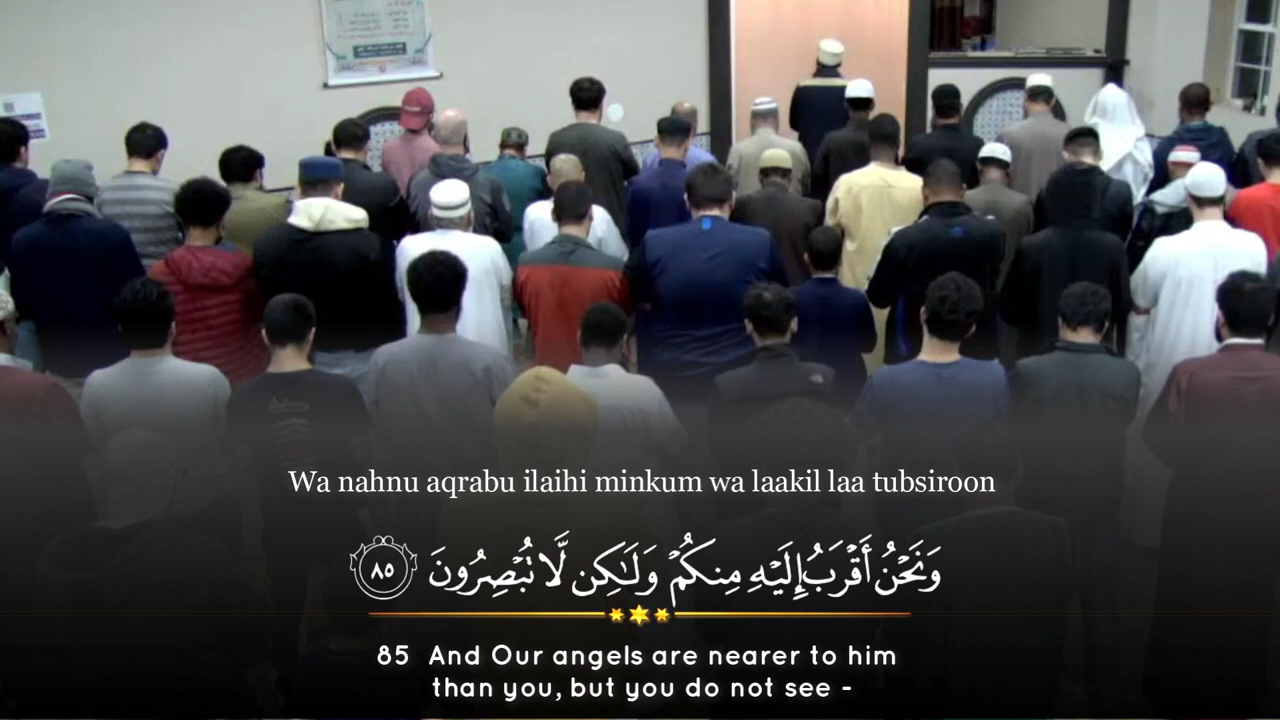 Wa nahnu aqrabu ilaihi minkum wa laakil laa tubsiroon
وَنَحْنُ أَقْرَبُ إِلَيْهِ مِنكُمْ وَلَـٰكِن لَّا تُبْصِرُونَ ٨٥
85 And Our angels are nearer to him
than you, but you do not see -